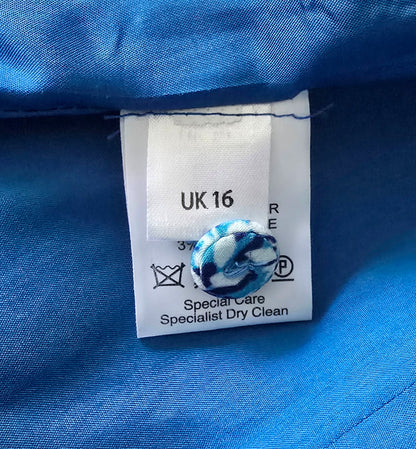 UK 16
R
E
3%
P
Special Care
Specialist Dry Clean